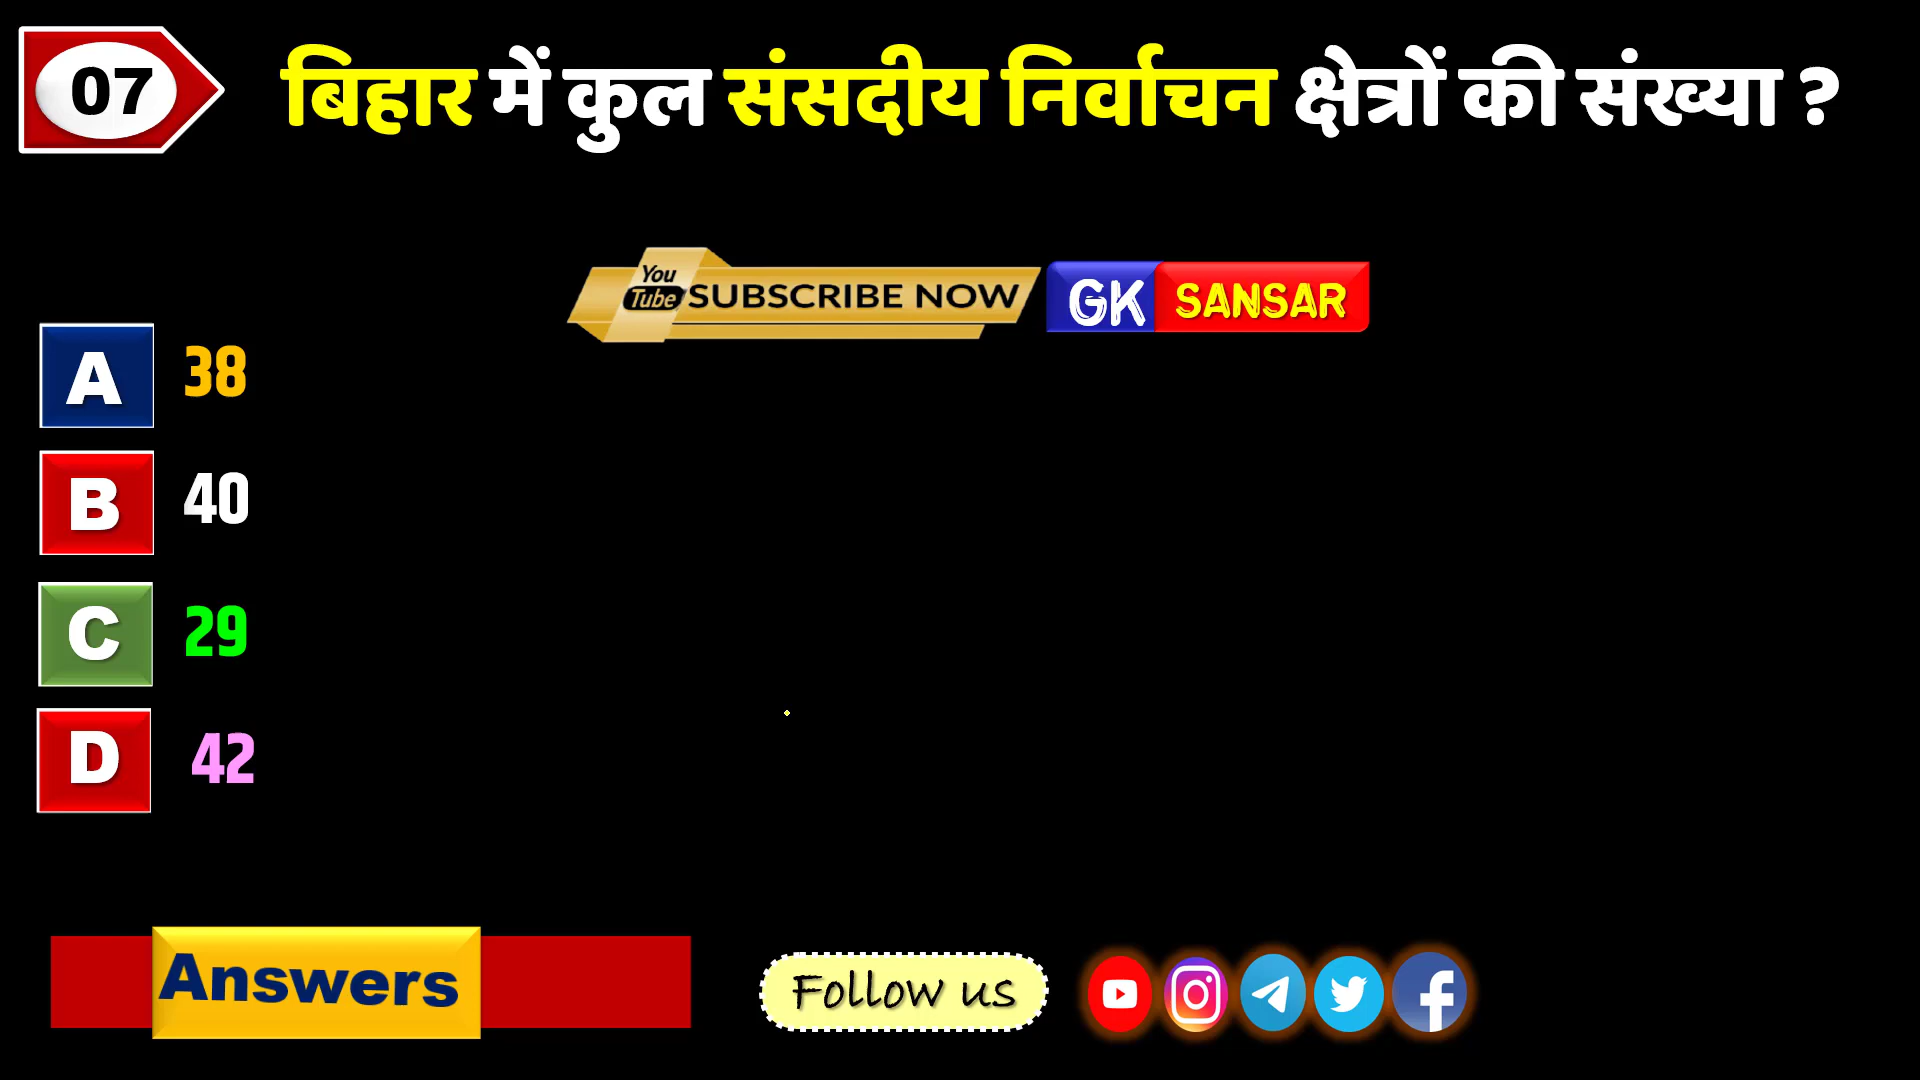 07 बिहार में कुल संसदीय निर्वाचन क्षेत्रों की संख्या ?
You Tube SUBSCRIBE NOW GK SANSAR
A 38
B 40
C 29
D 42
Answers
Follow us